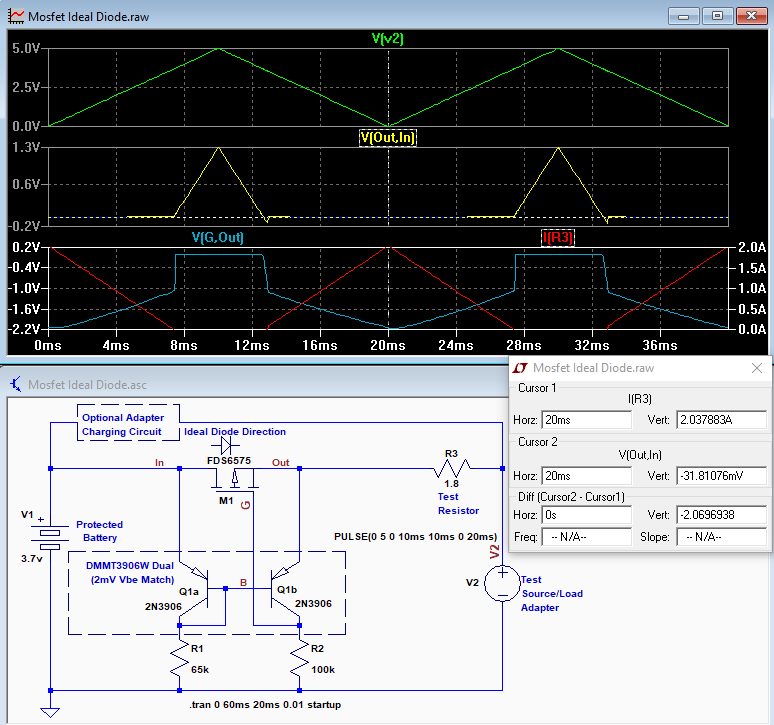 Mosfet Ideal Diode.raw
V(v2)
5.0V
2.5V
0.0V
V(Out,In)
1.3V
0.6V
-0.2V
V(G,Out) I(R3)
0.2V 2.0A
-0.4V 1.5A
-1.0V 1.0A
-1.6V 0.5A
-2.2V 0.0A
0ms 4ms 8ms 12ms 16ms 20ms 24ms 28ms 32ms 36ms
Mosfet Ideal Diode.asc
Optional Adapter
Charging Circuit
Ideal Diode Direction
FDS6575
In
Out
M1
G
R3
1.8
Test
Resistor
V1
+
Protected
Battery
3.7v
PULSE(0 5 0 10ms 10ms 0 20ms)
V2
DMMT3906W Dual
(2mV Vbe Match)
Q1a
B
Q1b
2N3906
2N3906
V2
Test
Source/Load
Adapter
R1
65k
R2
100k
.tran 0 60ms 20ms 0.01 startup
Mosfet Ideal Diode.raw
Cursor 1
I(R3)
Horz: 20ms Vert: 2.037883A
Cursor 2
V(Out,In)
Horz: 20ms Vert: -31.81076mV
Diff (Cursor2 - Cursor1)
Horz: 0s Vert: -2.0696938
Freq: -- N/A-- Slope: -- N/A--